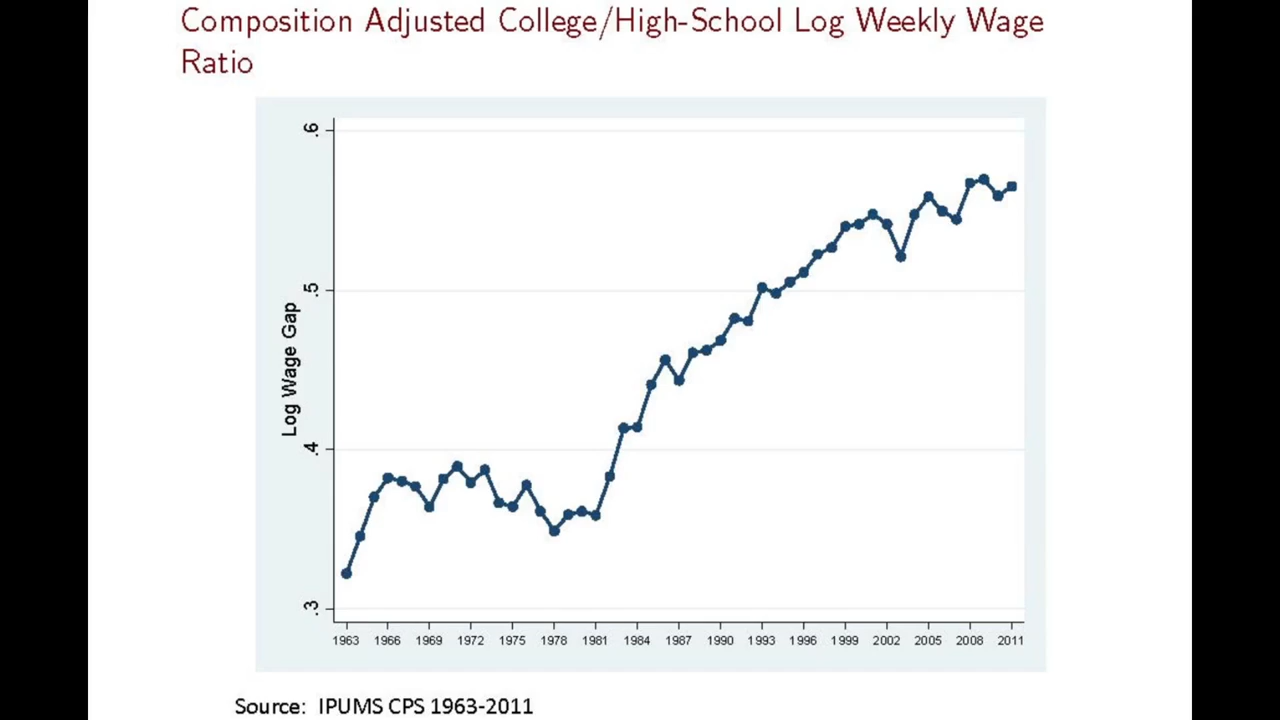 Composition Adjusted College/High-School Log Weekly Wage
Ratio
.6
.5
.4
.3
Log Wage Gap
1963 1966 1969 1972 1975 1978 1981 1984 1987 1990 1993 1996 1999 2002 2005 2008 2011
Source: IPUMS CPS 1963-2011